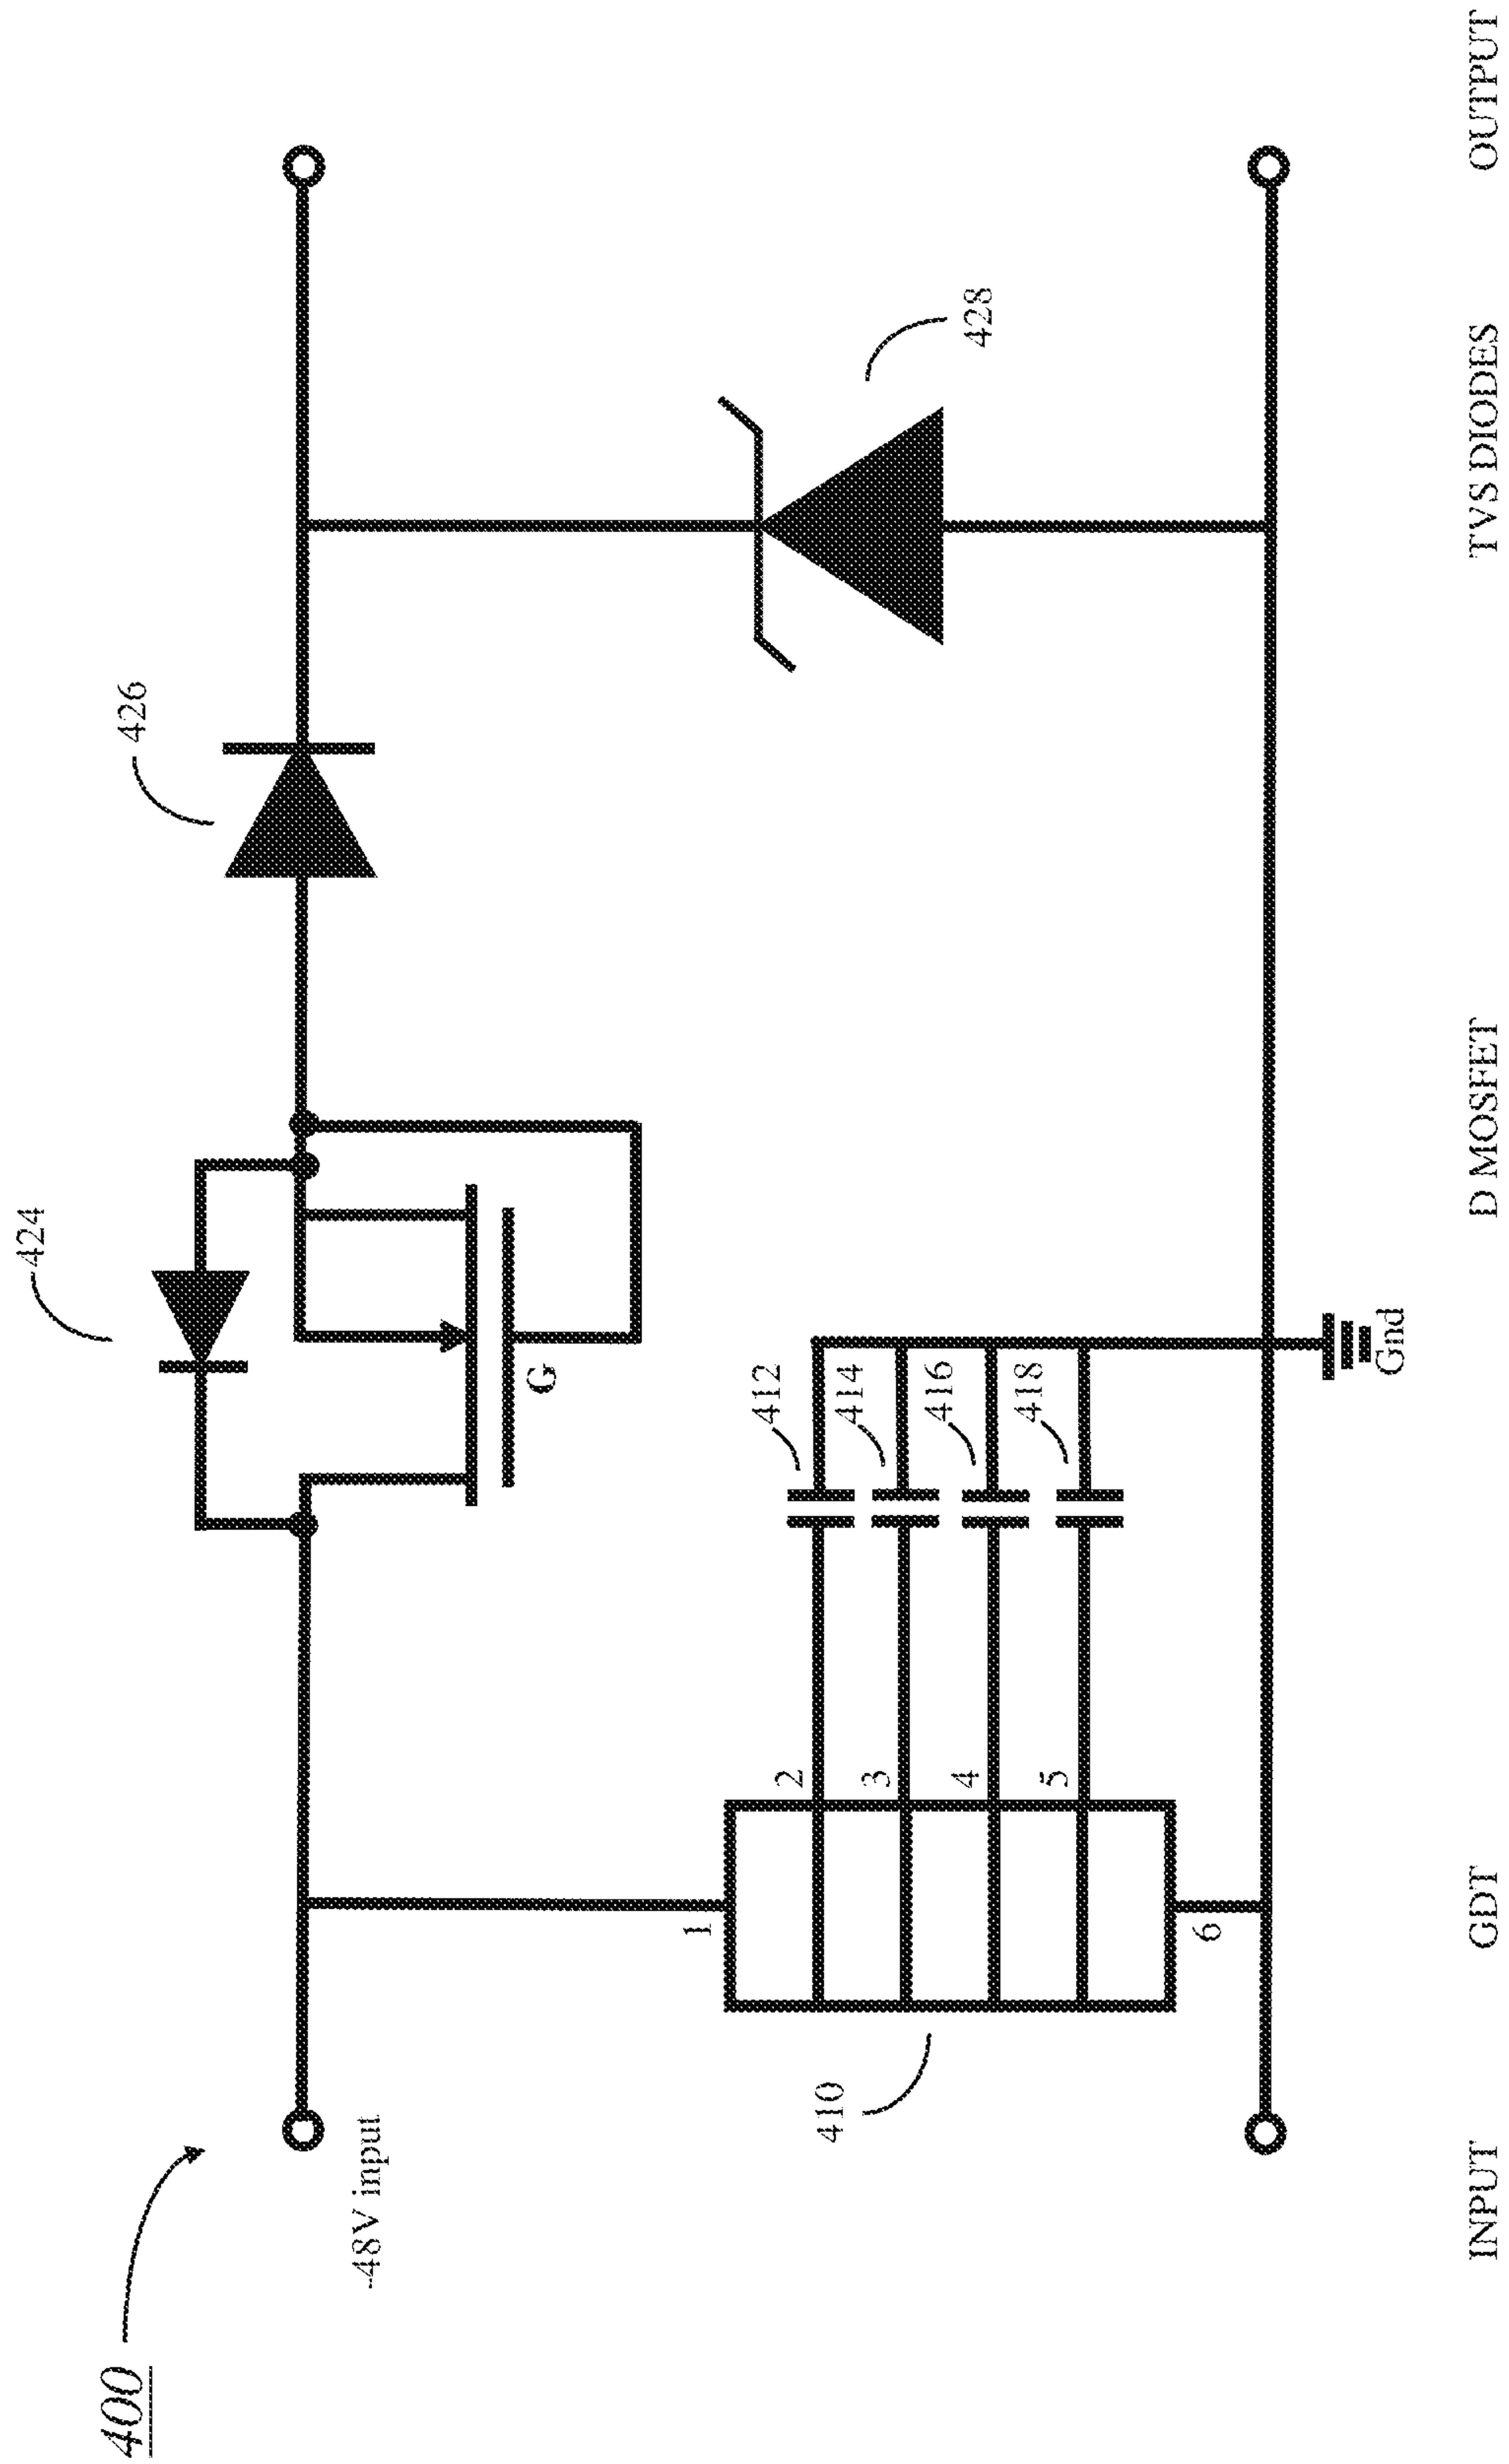 400
-48V input
424
426
G
412
414
416
418
1
2
3
4
5
6
410
428
Gnd
INPUT
GDT
D MOSFET
TVS DIODES
OUTPUT